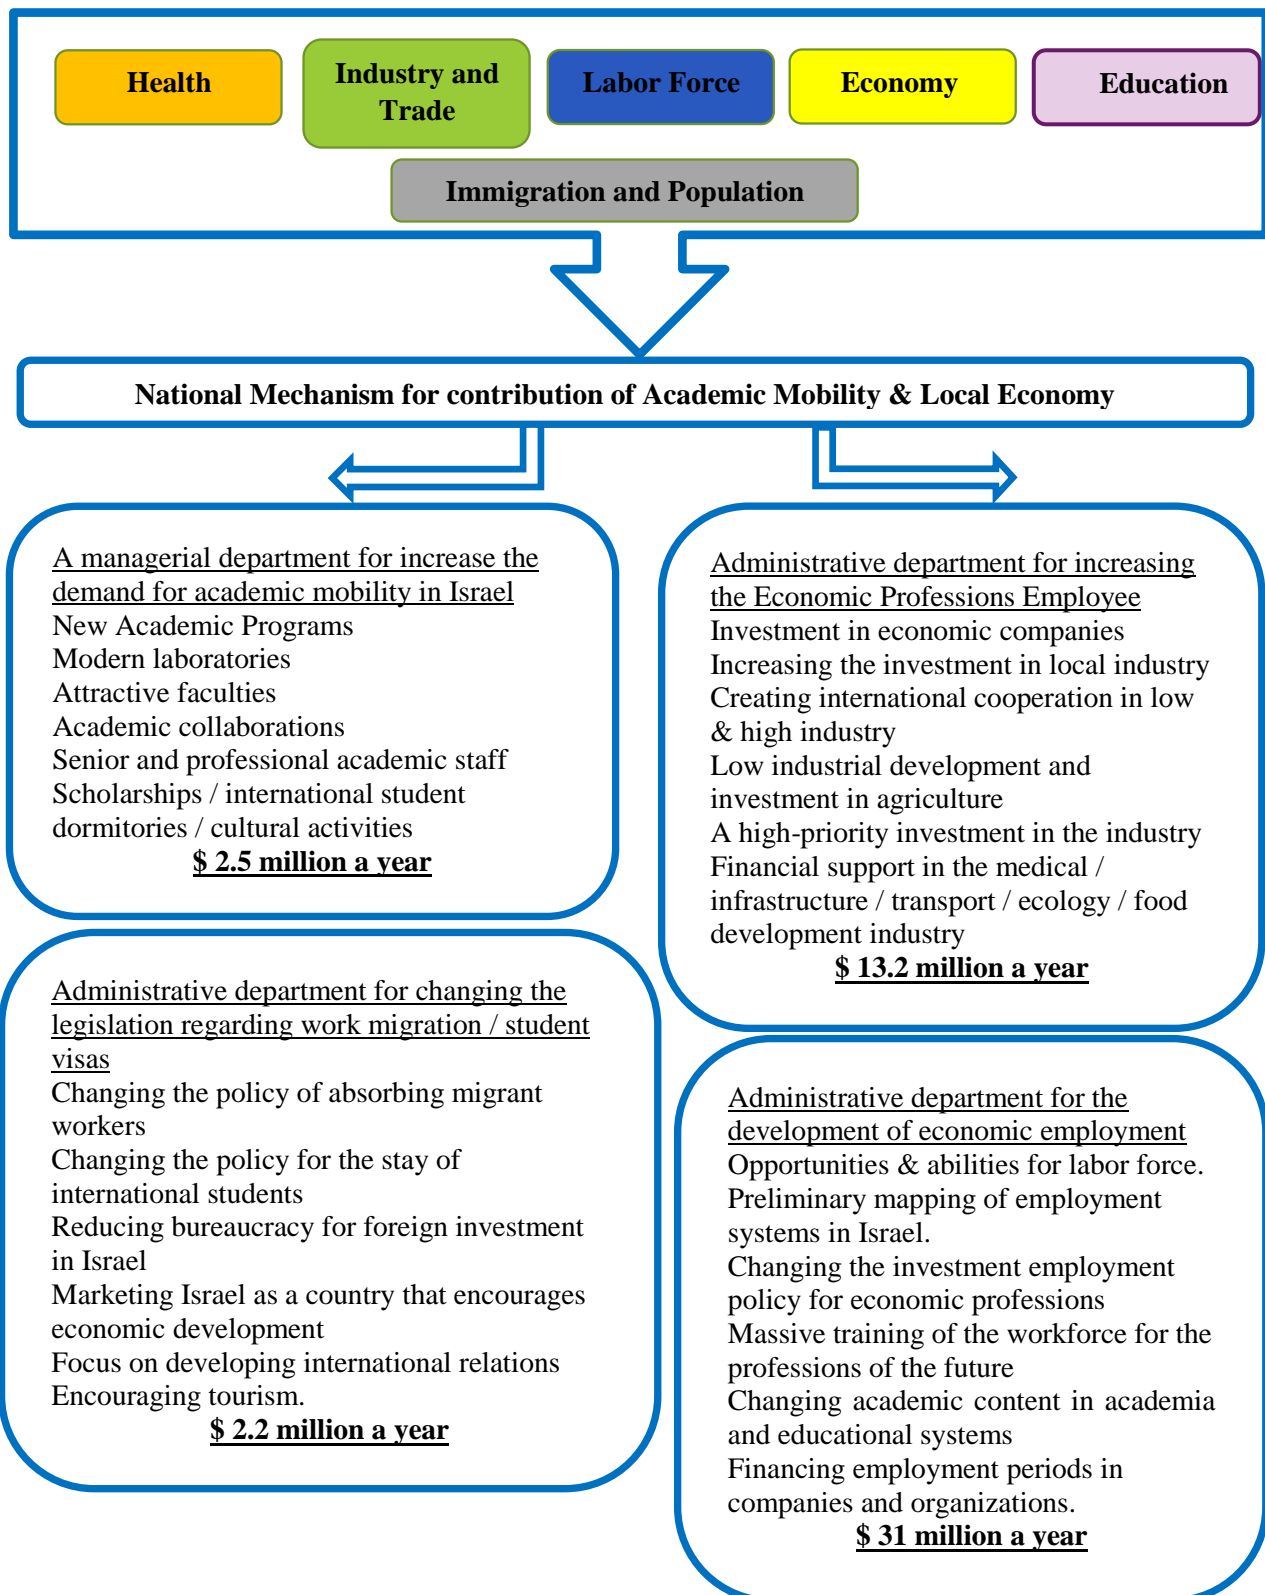 Health
Industry and
Trade
Labor Force
Economy
Education
Immigration and Population
National Mechanism for contribution of Academic Mobility & Local Economy
A managerial department for increase the
demand for academic mobility in Israel
New Academic Programs
Modern laboratories
Attractive faculties
Academic collaborations
Senior and professional academic staff
Scholarships / international student
dormitories / cultural activities
$ 2.5 million a year
Administrative department for increasing
the Economic Professions Employee
Investment in economic companies
Increasing the investment in local industry
Creating international cooperation in low
& high industry
Low industrial development and
investment in agriculture
A high-priority investment in the industry
Financial support in the medical /
infrastructure / transport / ecology / food
development industry
$ 13.2 million a year
Administrative department for changing the
legislation regarding work migration / student
visas
Changing the policy of absorbing migrant
workers
Changing the policy for the stay of
international students
Reducing bureaucracy for foreign investment
in Israel
Marketing Israel as a country that encourages
economic development
Focus on developing international relations
Encouraging tourism.
$ 2.2 million a year
Administrative department for the
development of economic employment
Opportunities & abilities for labor force.
Preliminary mapping of employment
systems in Israel.
Changing the investment employment
policy for economic professions
Massive training of the workforce for the
professions of the future
Changing academic content in academia
and educational systems
Financing employment periods in
companies and organizations.
$ 31 million a year